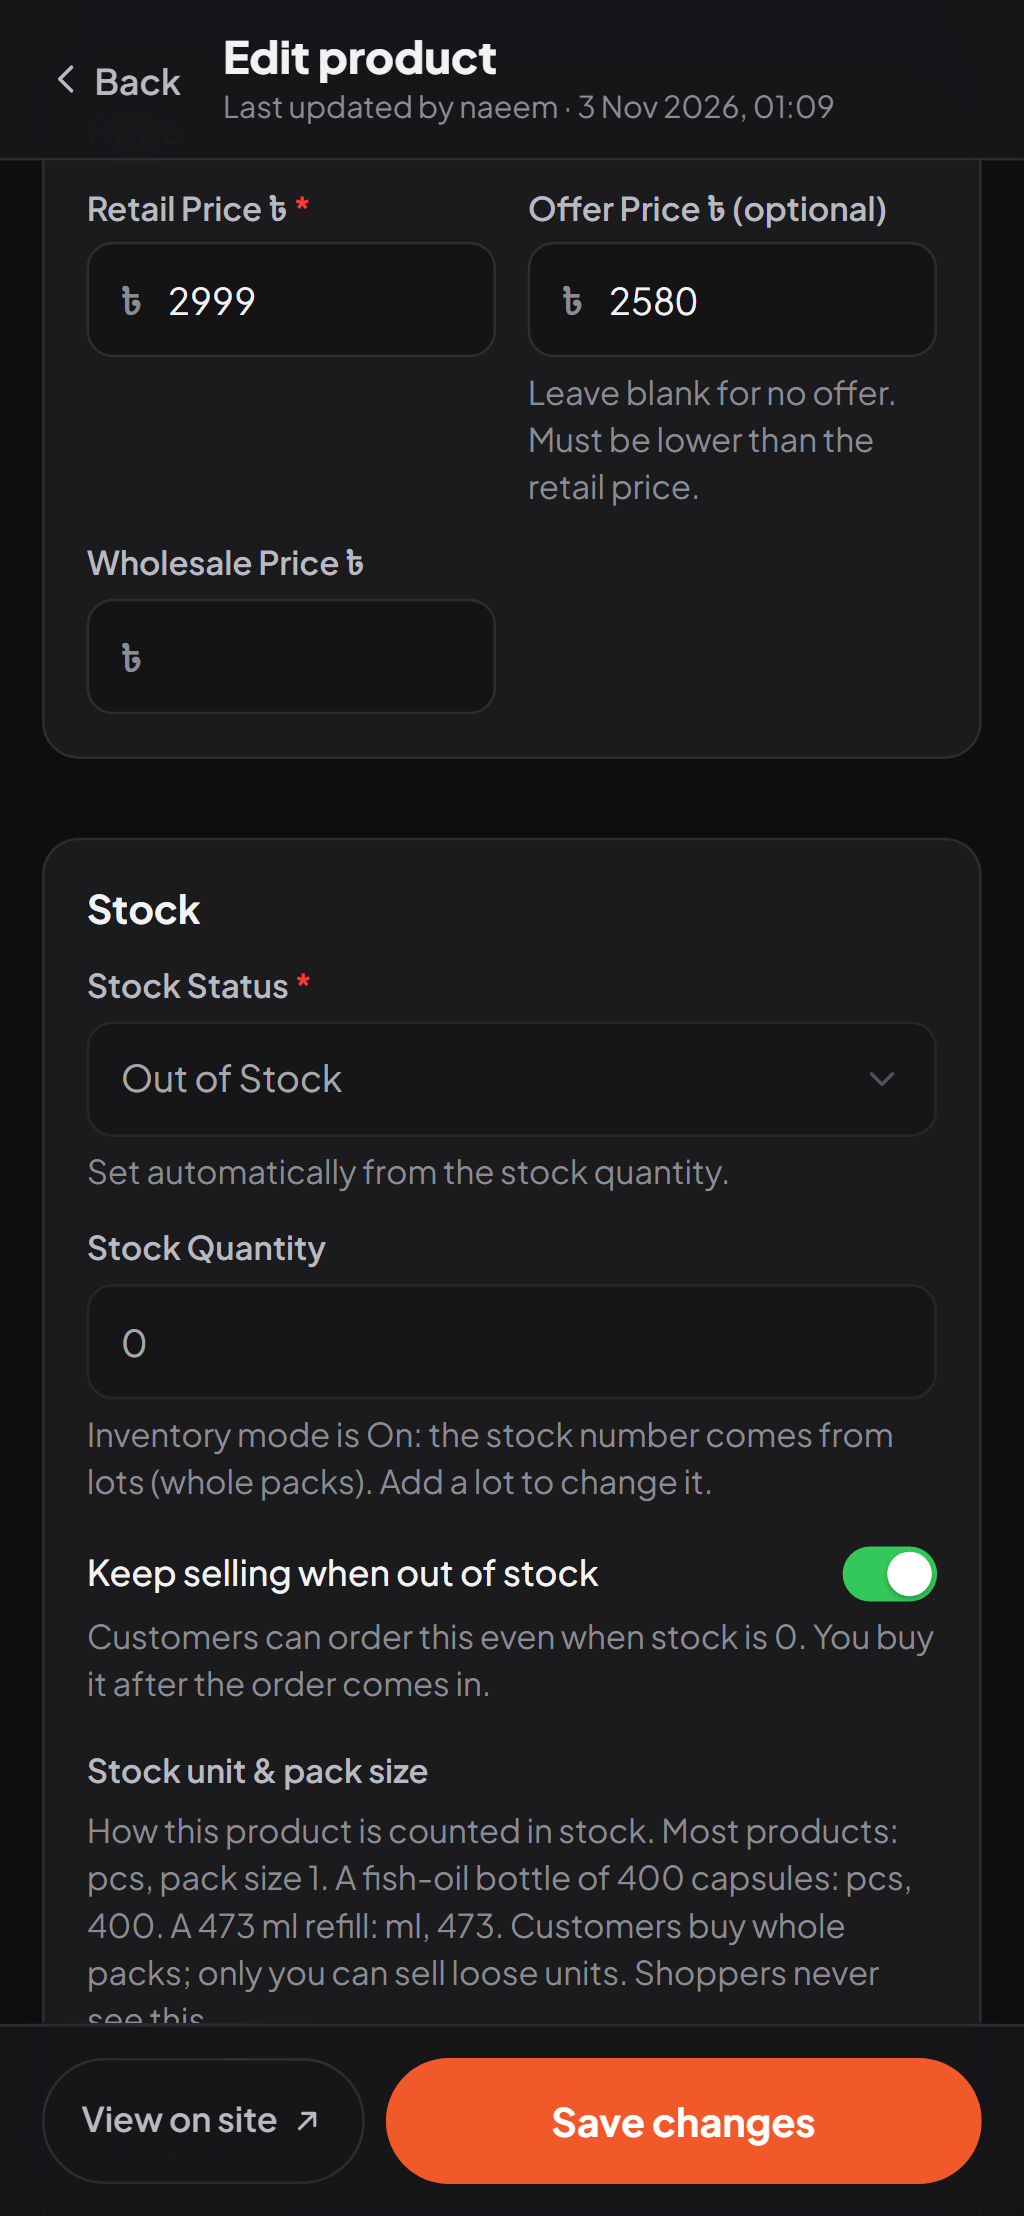 Back
Edit product
Last updated by naeem · 3 Nov 2026, 01:09
Price
Retail Price ৳ *
Offer Price ৳ (optional)
৳ 2999
৳ 2580
Leave blank for no offer.
Must be lower than the
retail price.
Wholesale Price ৳
৳
Stock
Stock Status *
Out of Stock
Set automatically from the stock quantity.
Stock Quantity
0
Inventory mode is On: the stock number comes from
lots (whole packs). Add a lot to change it.
Keep selling when out of stock
Customers can order this even when stock is 0. You buy
it after the order comes in.
Stock unit & pack size
How this product is counted in stock. Most products:
pcs, pack size 1. A fish-oil bottle of 400 capsules: pcs,
400. A 473 ml refill: ml, 473. Customers buy whole
packs; only you can sell loose units. Shoppers never
see this.
View on site ↗
Save changes